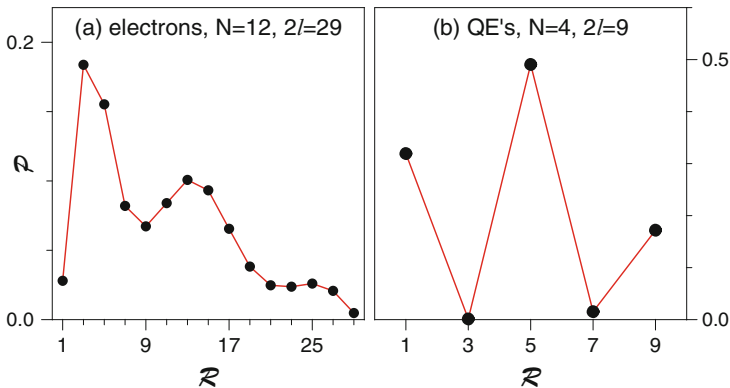 (a) electrons, N=12, 2l=29
(b) QE's, N=4, 2l=9
0.2
0.0
𝒫
1 9 17 25
ℛ
0.5
0.0
1 3 5 7 9
ℛ